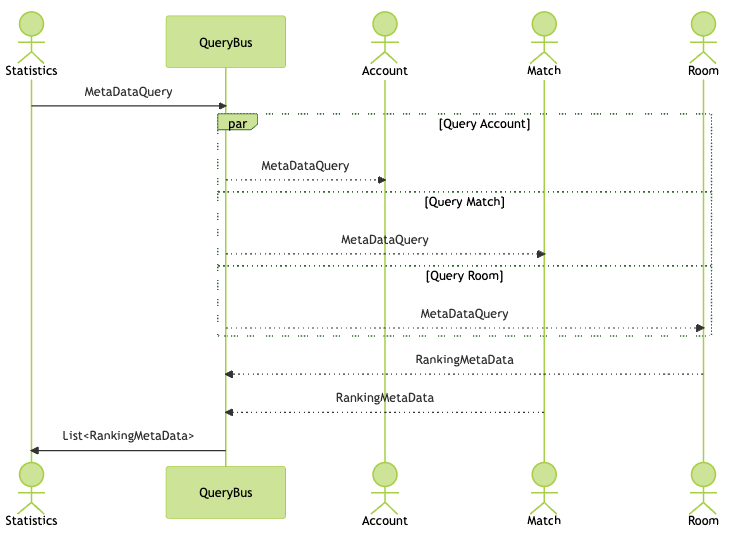 QueryBus
Statistics
Account
Match
Room
MetaDataQuery
par
[Query Account]
MetaDataQuery
[Query Match]
MetaDataQuery
[Query Room]
MetaDataQuery
RankingMetaData
RankingMetaData
List<RankingMetaData>
QueryBus
Statistics
Account
Match
Room